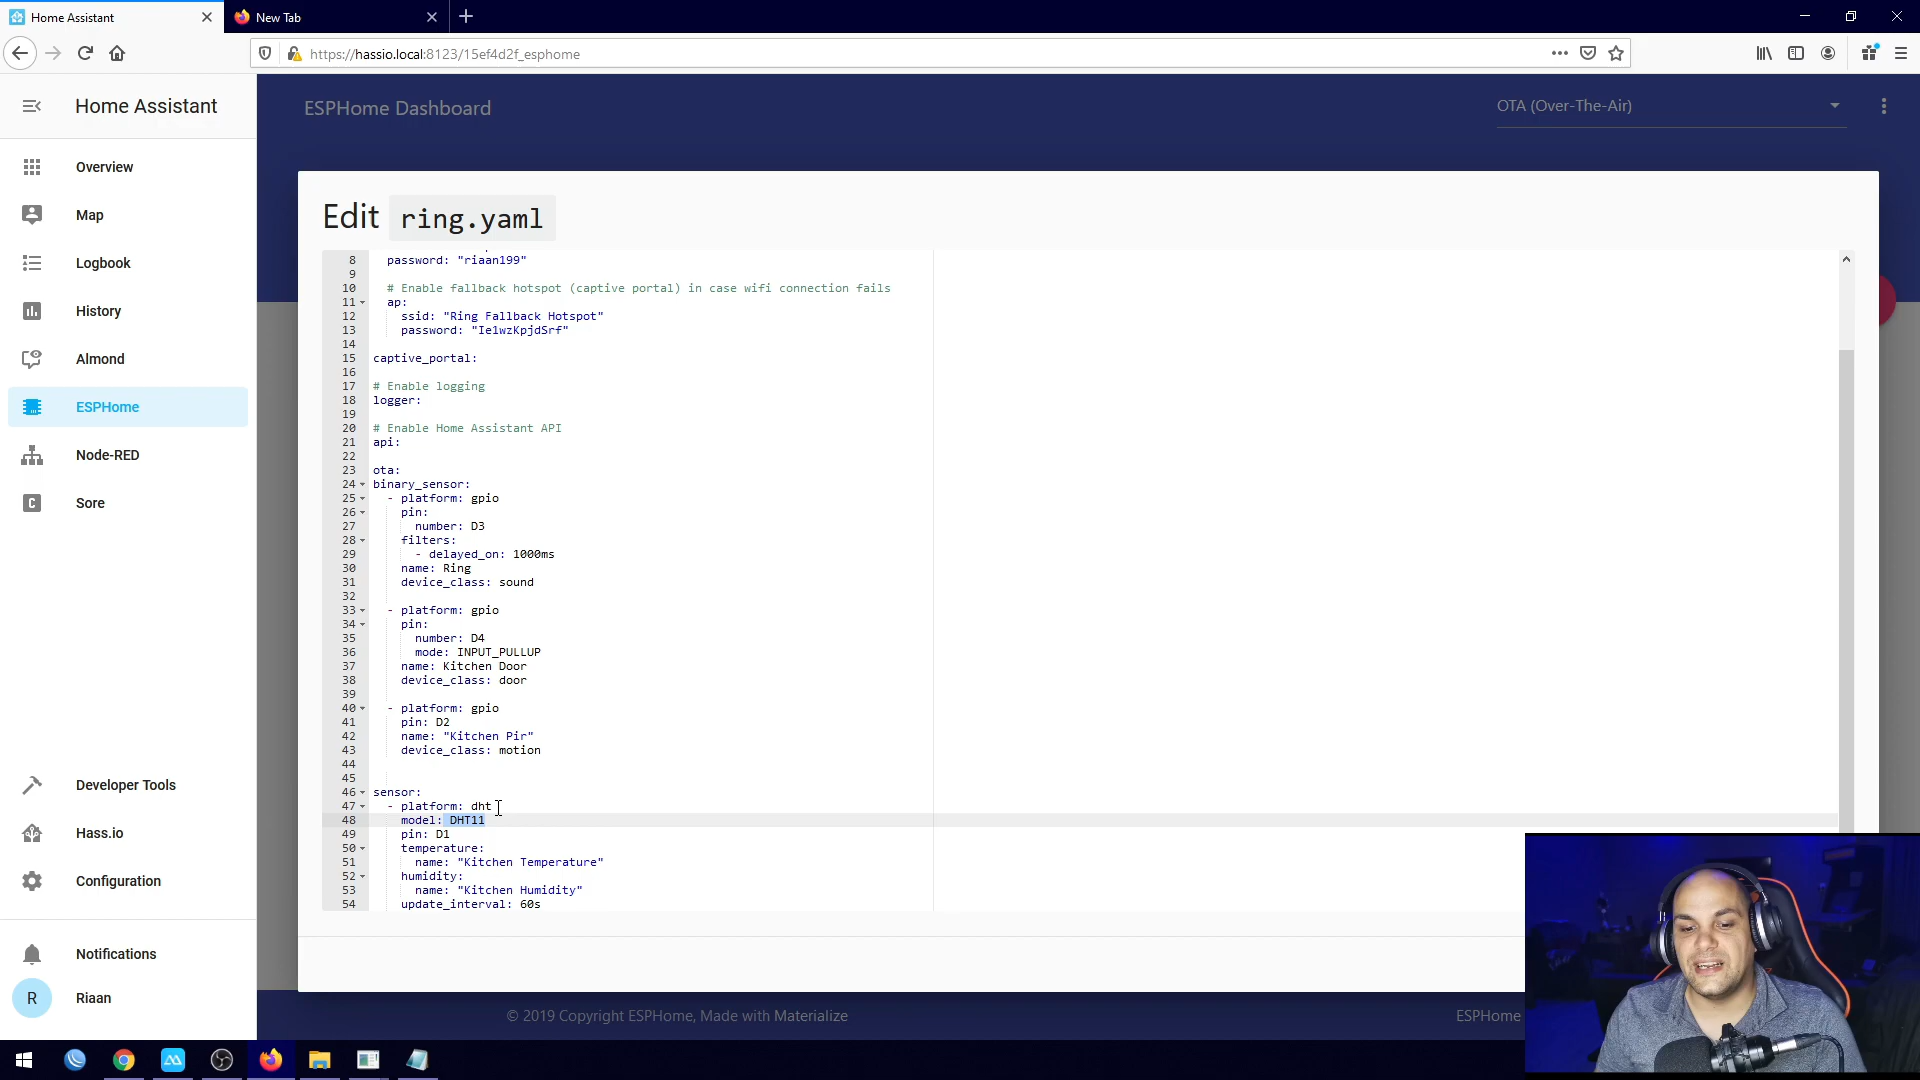 Home Assistant
New Tab
https://hassio.local:8123/15ef4d2f_esphome
Home Assistant
ESPHome Dashboard
OTA (Over-The-Air)
Overview
Map
Logbook
History
Almond
ESPHome
Node-RED
C Sore
Developer Tools
Hass.io
Configuration
Notifications
R Riaan
Edit ring.yaml
8 password: "riaan199"
9
10 # Enable fallback hotspot (captive portal) in case wifi connection fails
11 ap:
12 ssid: "Ring Fallback Hotspot"
13 password: "Ie1wzKpjdSrf"
14
15 captive_portal:
16
17 # Enable logging
18 logger:
19
20 # Enable Home Assistant API
21 api:
22
23 ota:
24 binary_sensor:
25 - platform: gpio
26 pin:
27 number: D3
28 filters:
29 - delayed_on: 1000ms
30 name: Ring
31 device_class: sound
32
33 - platform: gpio
34 pin:
35 number: D4
36 mode: INPUT_PULLUP
37 name: Kitchen Door
38 device_class: door
39
40 - platform: gpio
41 pin: D2
42 name: "Kitchen Pir"
43 device_class: motion
44
45
46 sensor:
47 - platform: dht
48 model: DHT11
49 pin: D1
50 temperature:
51 name: "Kitchen Temperature"
52 humidity:
53 name: "Kitchen Humidity"
54 update_interval: 60s
© 2019 Copyright ESPHome, Made with Materialize
ESPHome